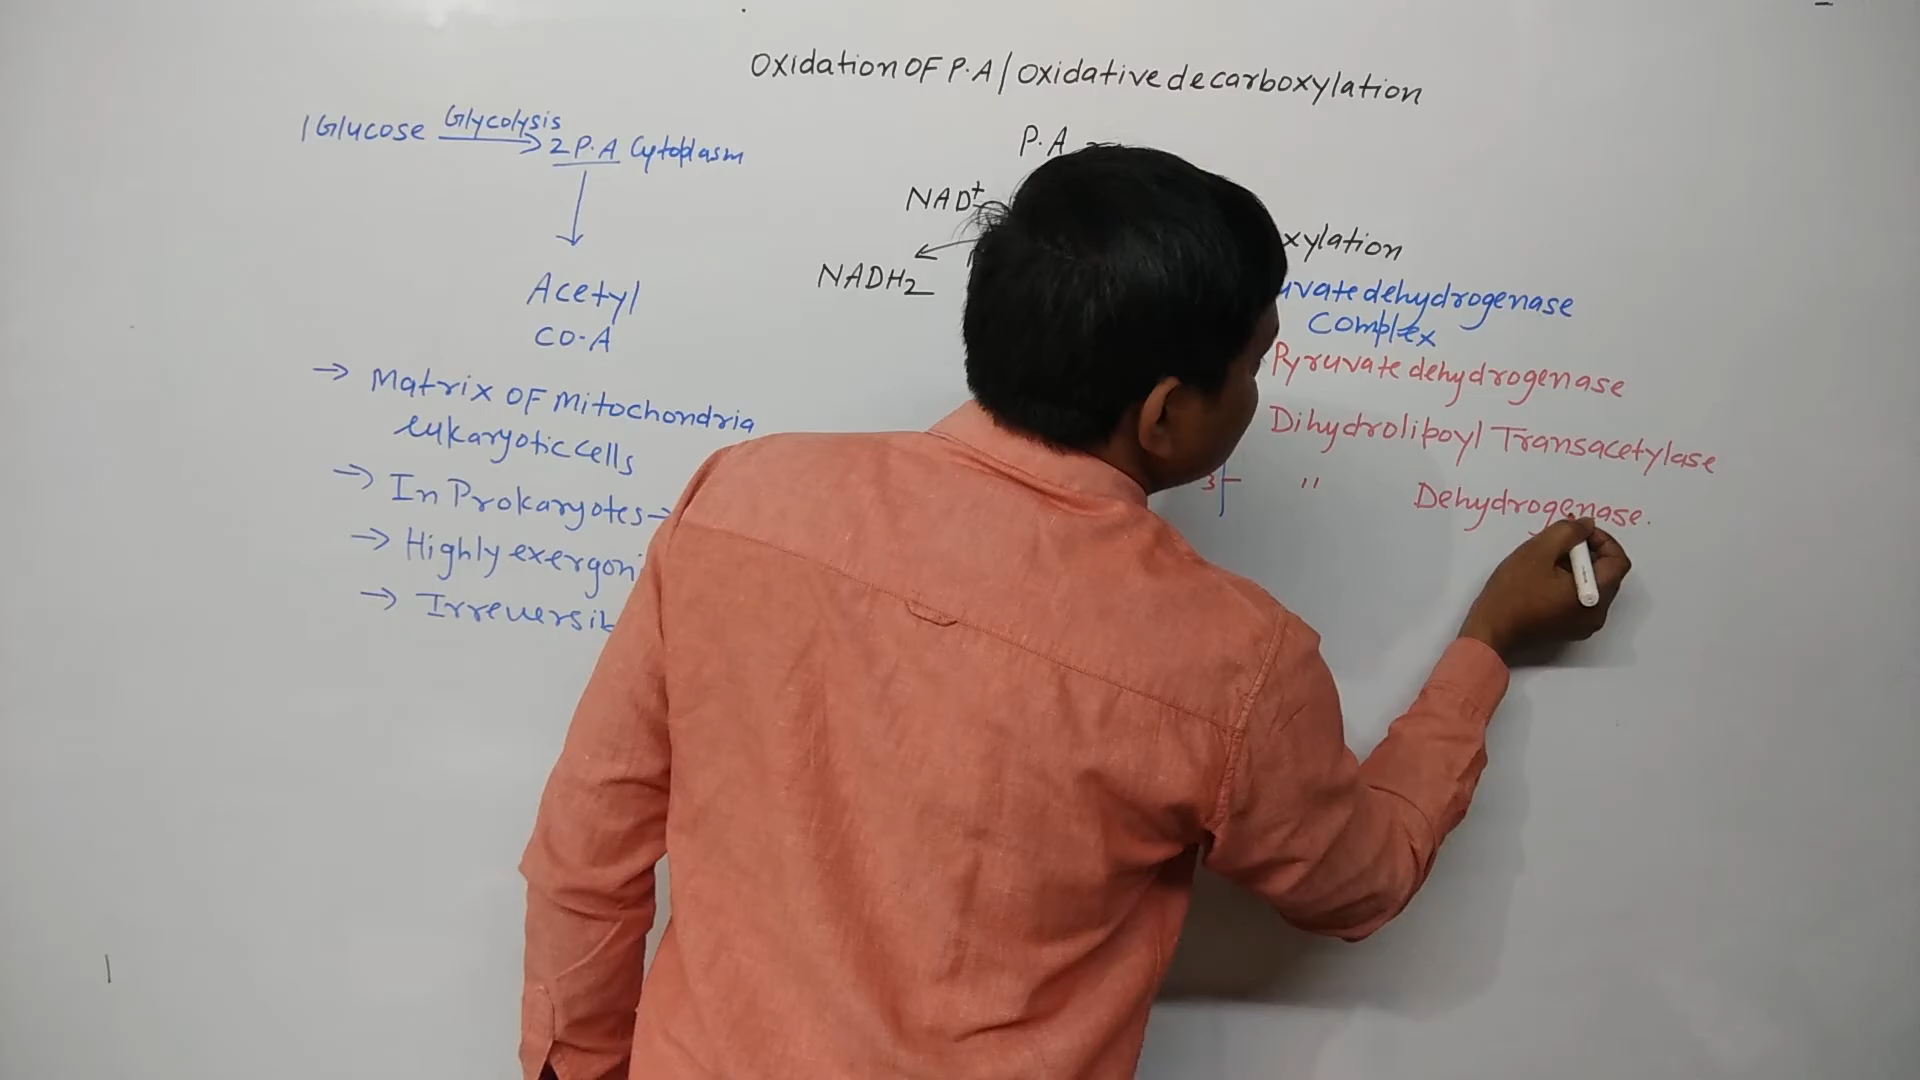 Oxidation OF P.A / Oxidative decarboxylation
1 Glucose Glycolysis → 2 P.A Cytoplasm
Acetyl
CO-A
→ Matrix OF Mitochondria
eukaryotic cells
→ In Prokaryotes →
→ Highly exergoni
→ Irreversib
P.A
NAD+
NADH2
xylation
uvate dehydrogenase
Complex
Pyruvate dehydrogenase
Dihydrolipoyl Transacetylase
3 " Dehydrogenase.